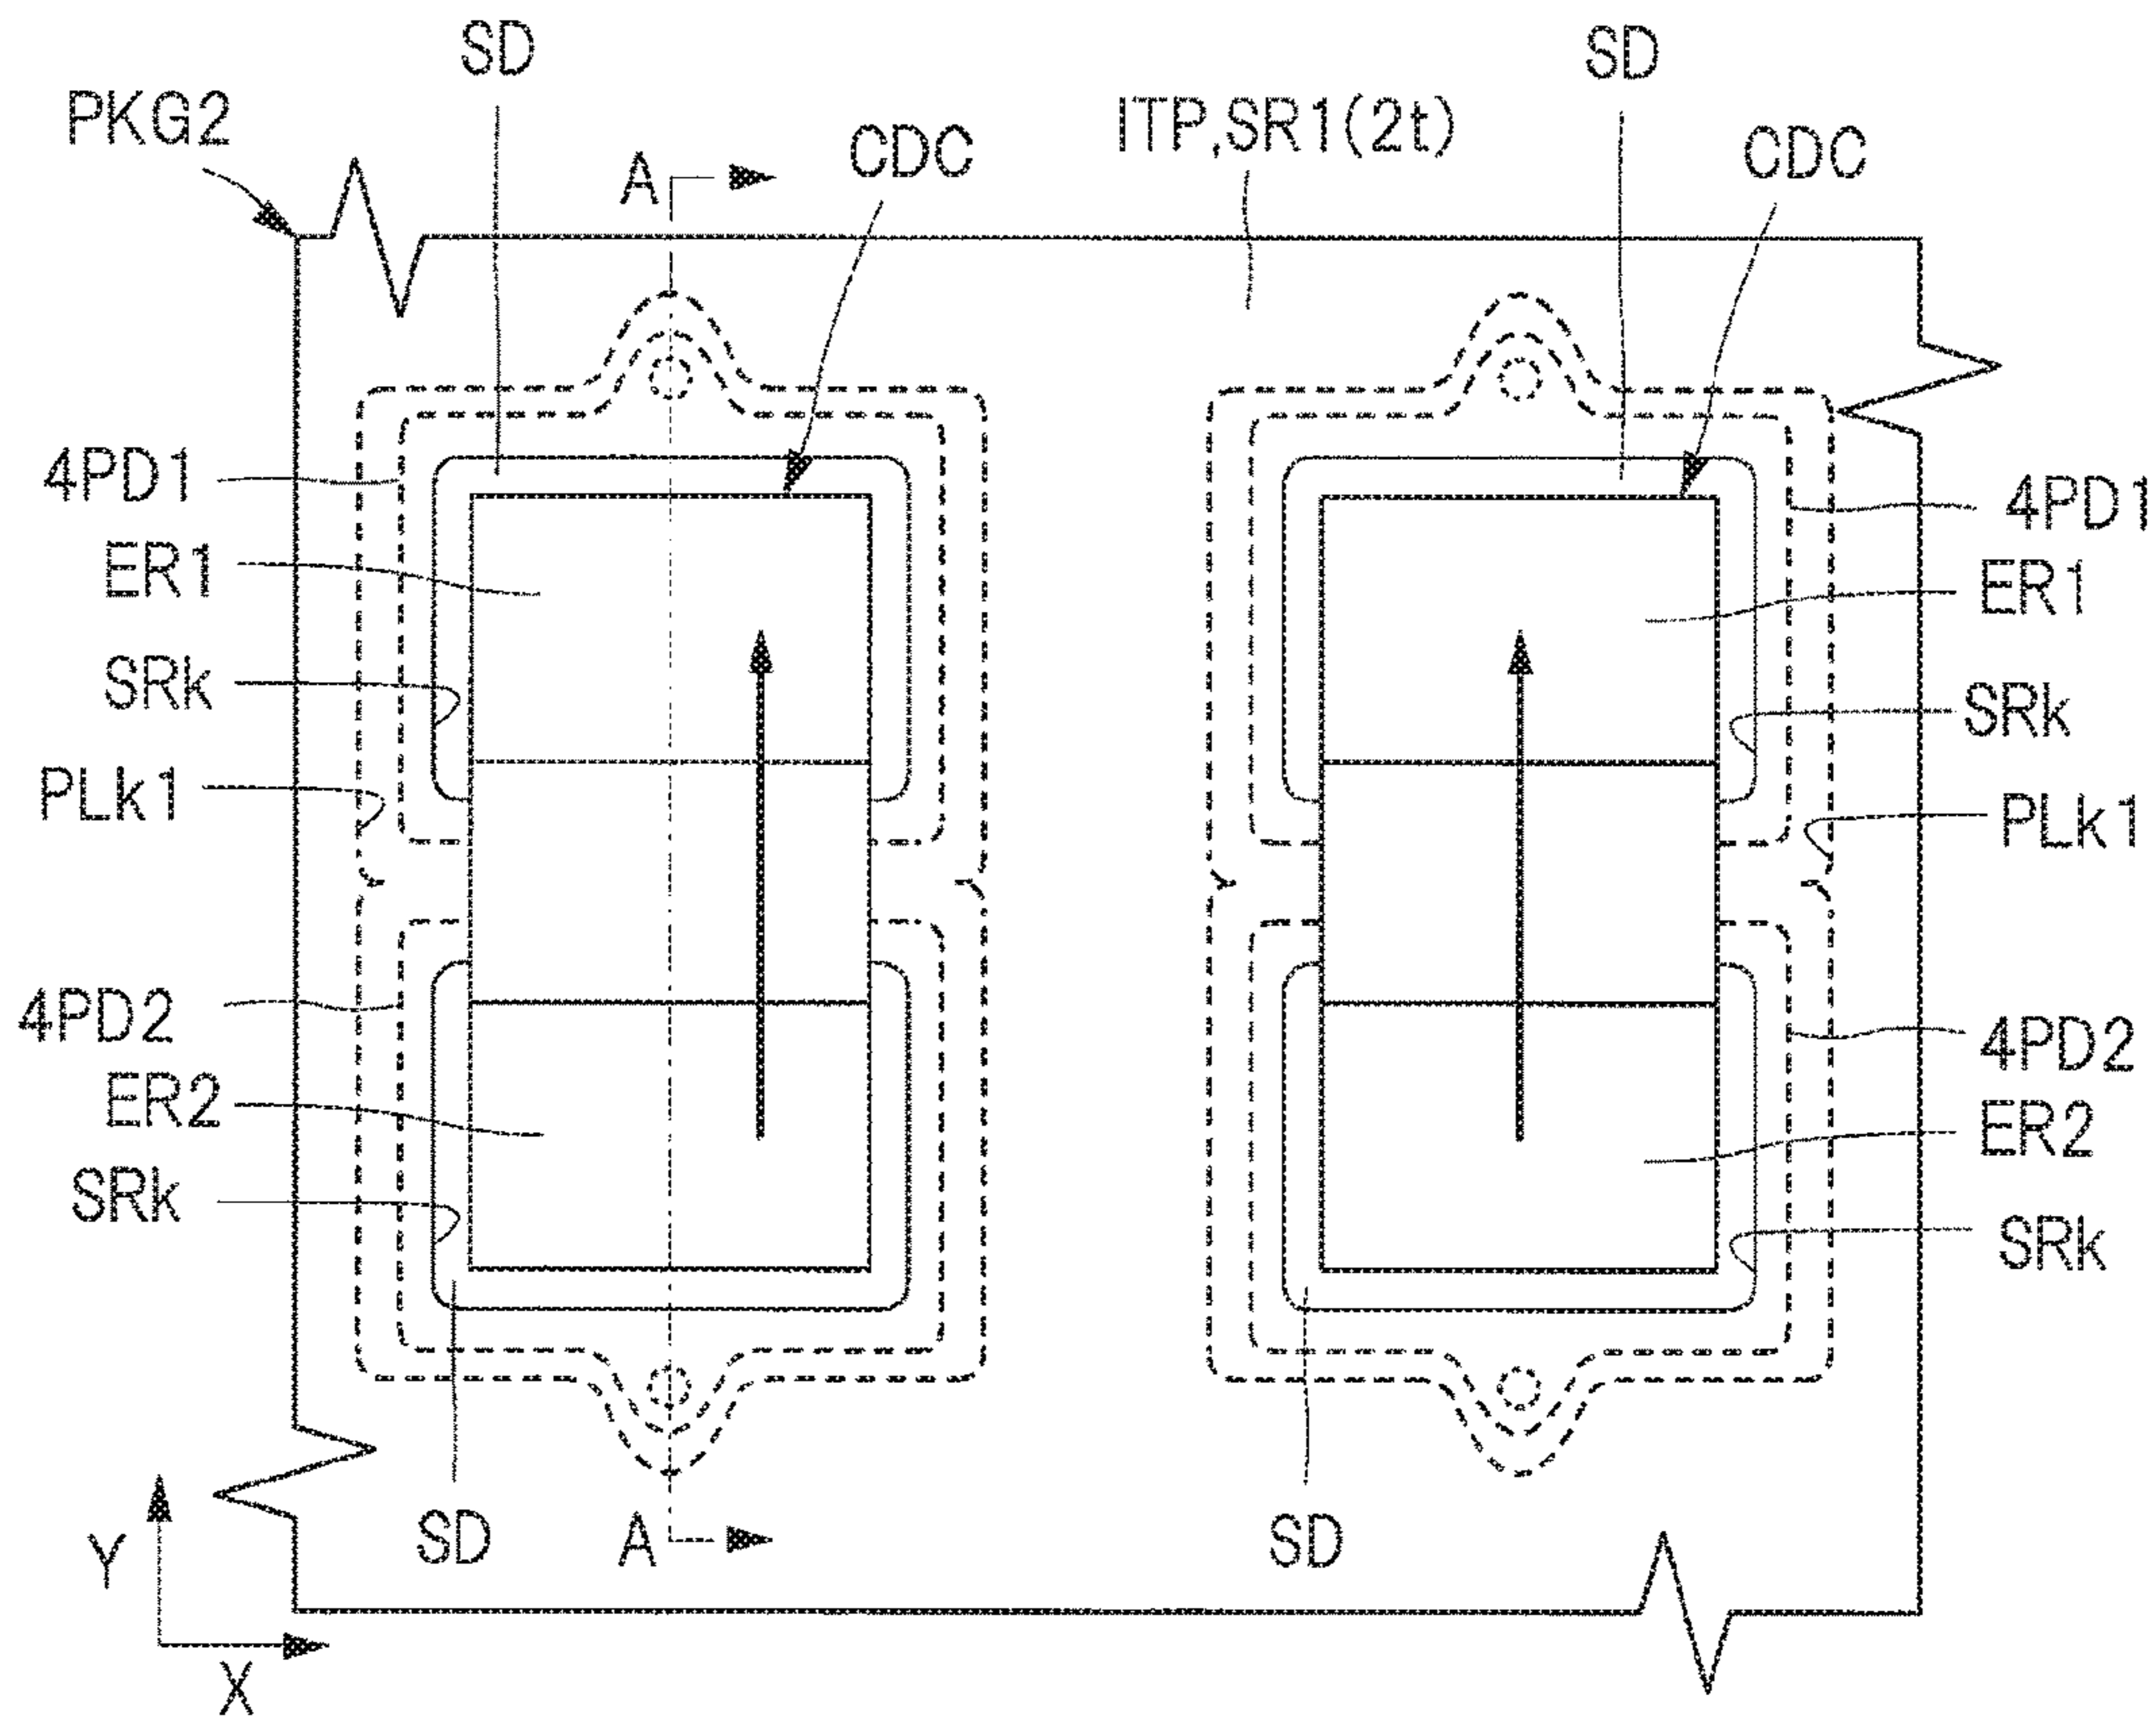 SD
SD
PKG2
ITP,SR1(2t)
CDC
CDC
A
4PD1
4PD1
ER1
ER1
SRk
SRk
PLk1
PLk1
4PD2
4PD2
ER2
ER2
SRk
SRk
SD
A
SD
Y
X